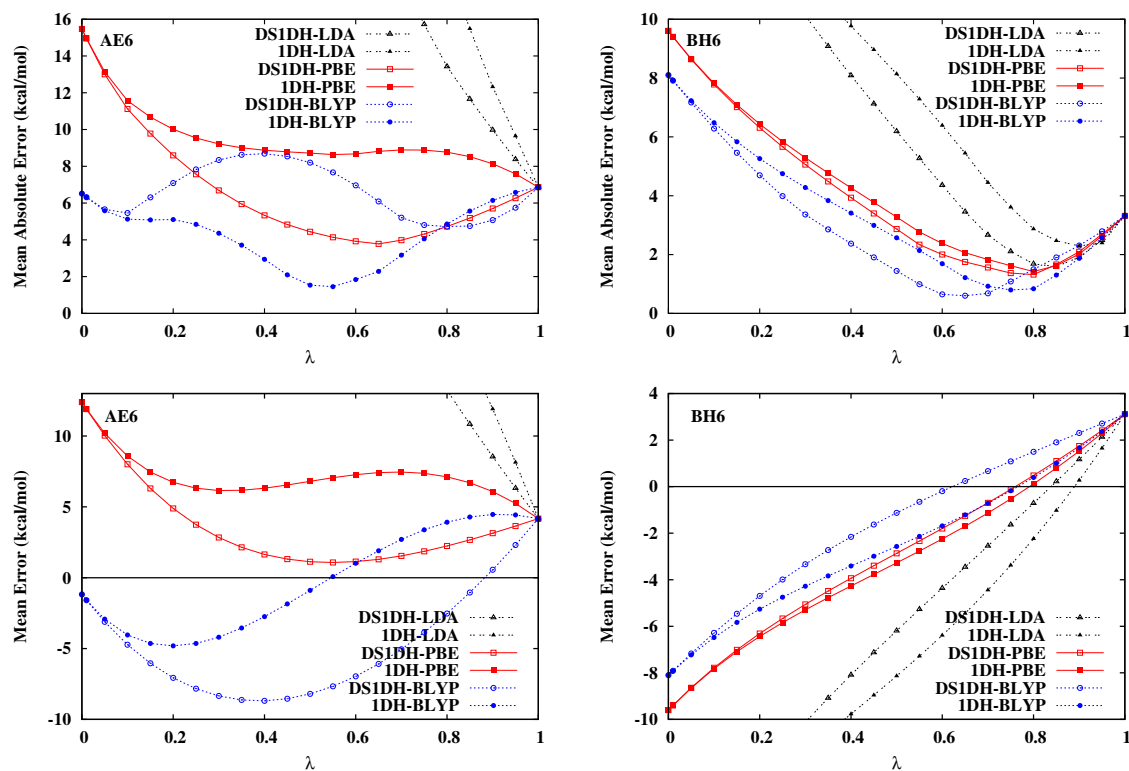 16
14
12
10
8
6
4
2
0
Mean Absolute Error (kcal/mol)
AE6
DS1DH-LDA
1DH-LDA
DS1DH-PBE
1DH-PBE
DS1DH-BLYP
1DH-BLYP
0 0.2 0.4 0.6 0.8 1
λ
10
8
6
4
2
0
Mean Absolute Error (kcal/mol)
BH6
DS1DH-LDA
1DH-LDA
DS1DH-PBE
1DH-PBE
DS1DH-BLYP
1DH-BLYP
0 0.2 0.4 0.6 0.8 1
λ
10
5
0
-5
-10
Mean Error (kcal/mol)
AE6
DS1DH-LDA
1DH-LDA
DS1DH-PBE
1DH-PBE
DS1DH-BLYP
1DH-BLYP
0 0.2 0.4 0.6 0.8 1
λ
4
2
0
-2
-4
-6
-8
-10
Mean Error (kcal/mol)
BH6
DS1DH-LDA
1DH-LDA
DS1DH-PBE
1DH-PBE
DS1DH-BLYP
1DH-BLYP
0 0.2 0.4 0.6 0.8 1
λ